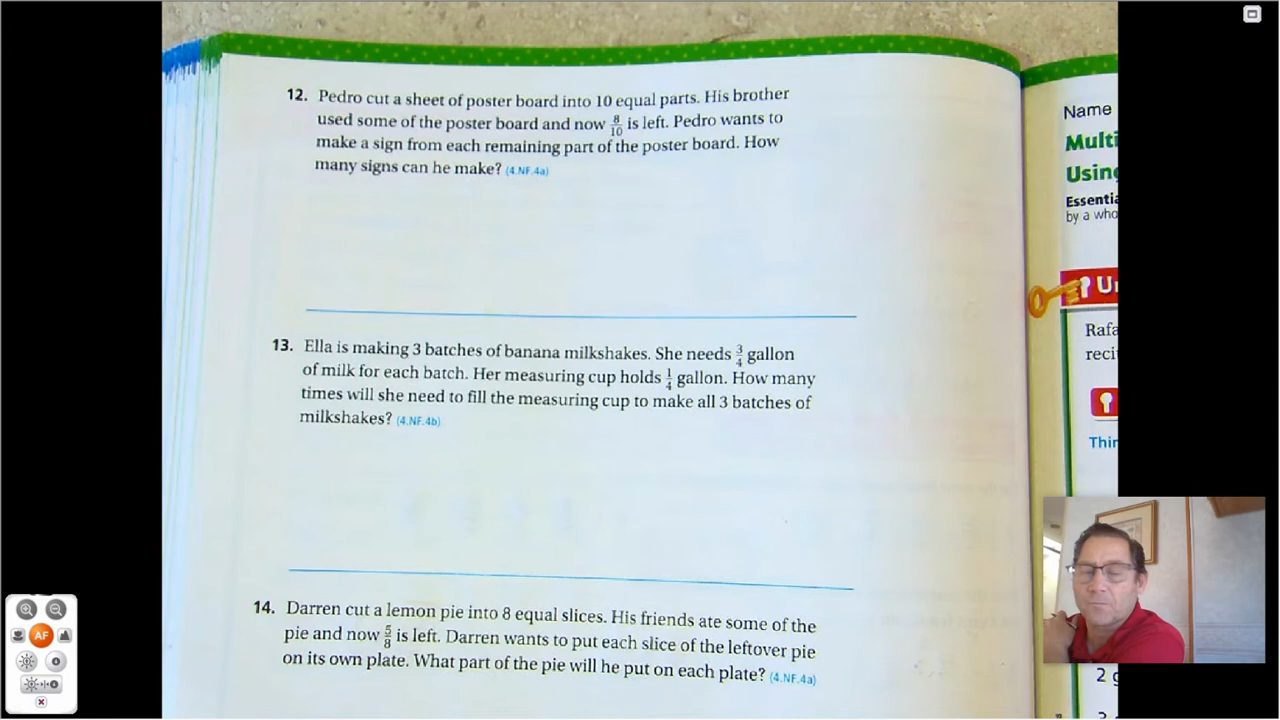 12. Pedro cut a sheet of poster board into 10 equal parts. His brother
used some of the poster board and now 8/10 is left. Pedro wants to
make a sign from each remaining part of the poster board. How
many signs can he make? (4.NF.4a)
13. Ella is making 3 batches of banana milkshakes. She needs 3/4 gallon
of milk for each batch. Her measuring cup holds 1/4 gallon. How many
times will she need to fill the measuring cup to make all 3 batches of
milkshakes? (4.NF.4b)
14. Darren cut a lemon pie into 8 equal slices. His friends ate some of the
pie and now 5/8 is left. Darren wants to put each slice of the leftover pie
on its own plate. What part of the pie will he put on each plate? (4.NF.4a)
Name
Multi
Using
Essentia
by a who
Rafa
reci
Thin
AF